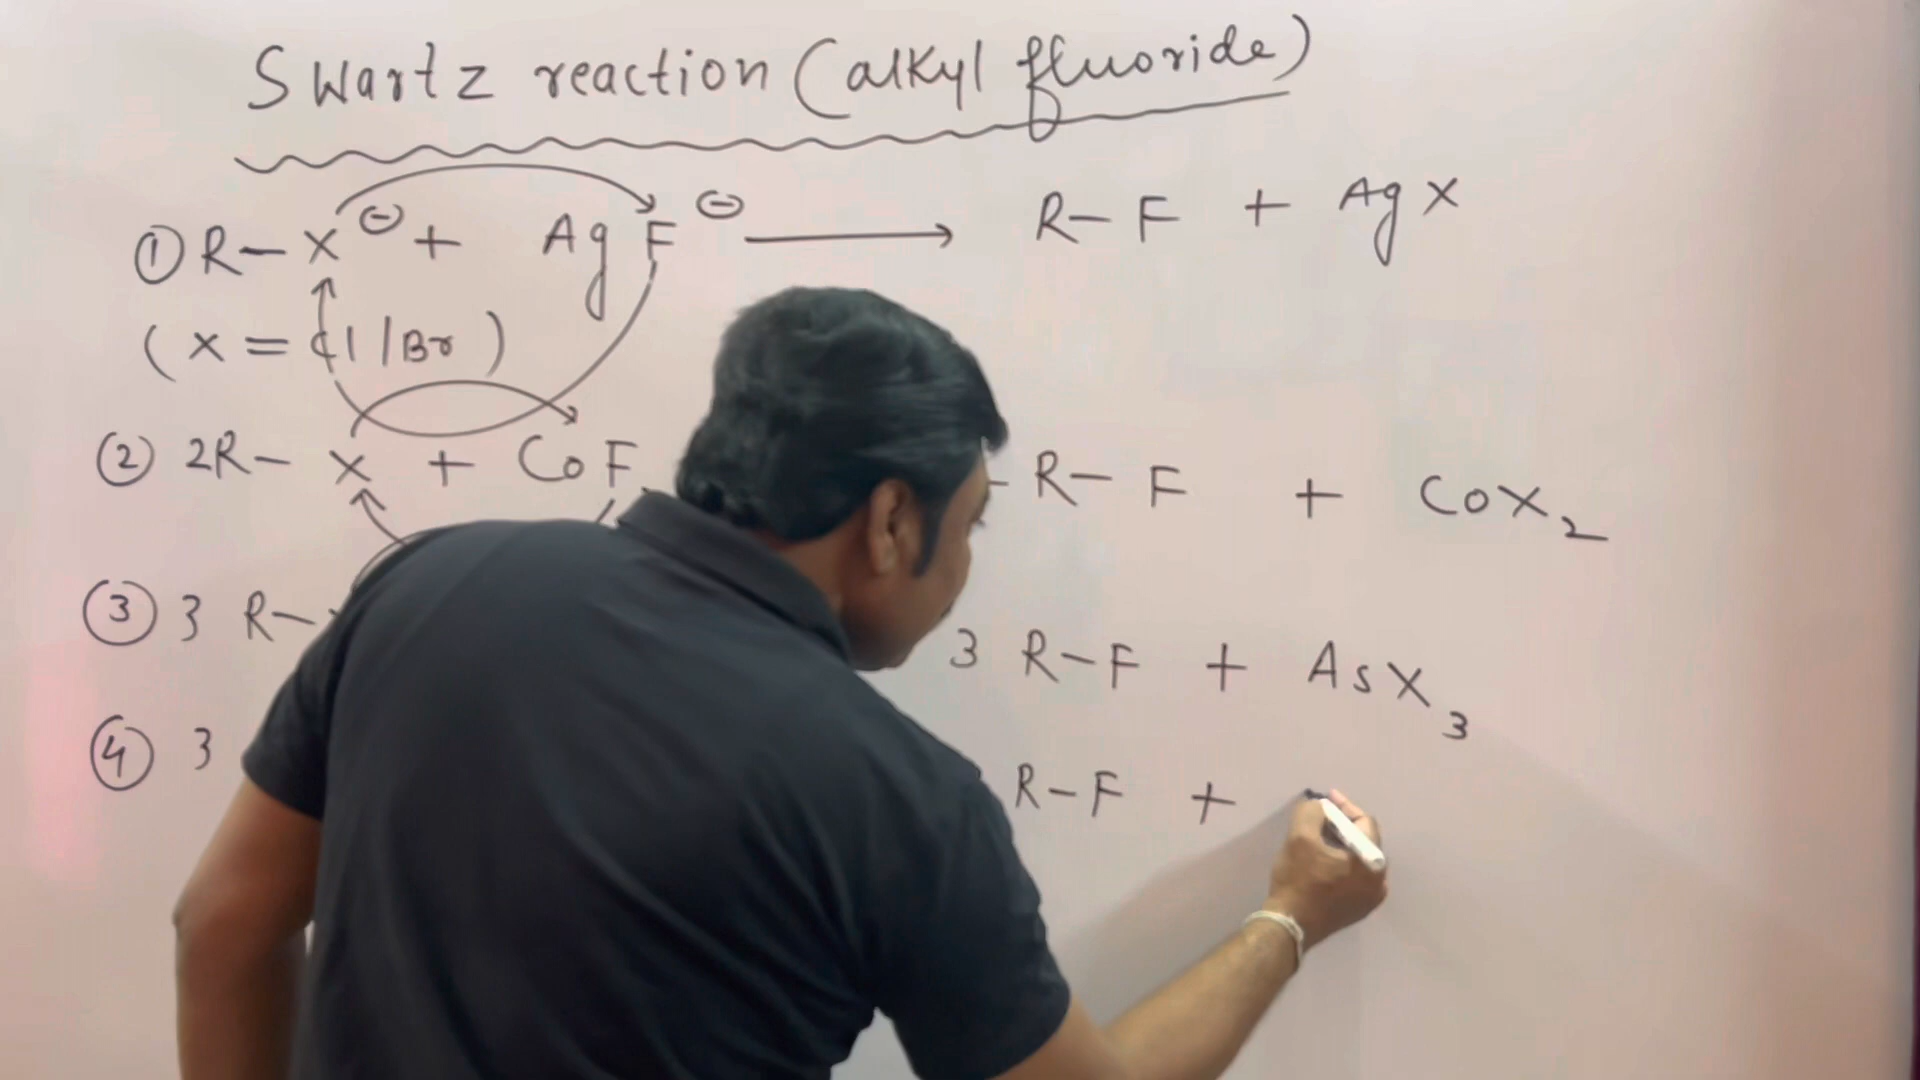 Swartz reaction (alkyl fluoride)
① R–X⊖ + AgF⊖ ⟶ R–F + AgX
(X = Cl/Br)
② 2R–X + CoF – R–F + CoX₂
③ 3 R– 3 R–F + AsX₃
④ 3 R–F +